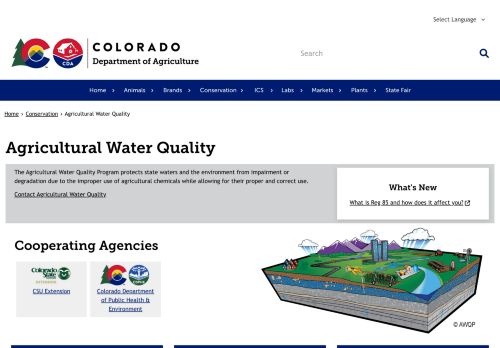 Select Language
COLORADO
Department of Agriculture
CDA
Search
Home › Animals › Brands › Conservation › ICS › Labs › Markets › Plants › State Fair
Home › Conservation › Agricultural Water Quality
Agricultural Water Quality
The Agricultural Water Quality Program protects state waters and the environment from impairment or
degradation due to the improper use of agricultural chemicals while allowing for their proper and correct use.
Contact Agricultural Water Quality
What's New
What is Reg 85 and how does it affect you?
Cooperating Agencies
Colorado State
EXTENSION
CSU Extension
Colorado Department
of Public Health &
Environment
© AWQP